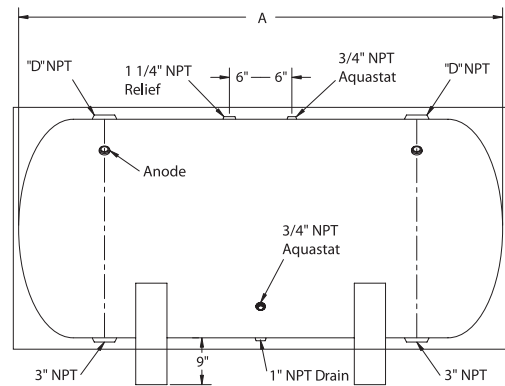 A
"D" NPT
1 1/4" NPT
Relief
6" 6"
3/4" NPT
Aquastat
"D" NPT
Anode
3/4" NPT
Aquastat
3" NPT
9"
1" NPT Drain
3" NPT